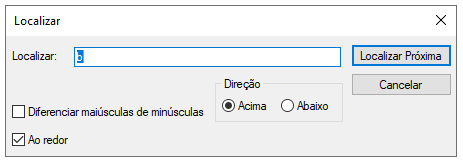 Localizar
Localizar:
b
Localizar Próxima
Direção
Cancelar
Acima
Abaixo
Diferenciar maiúsculas de minúsculas
Ao redor